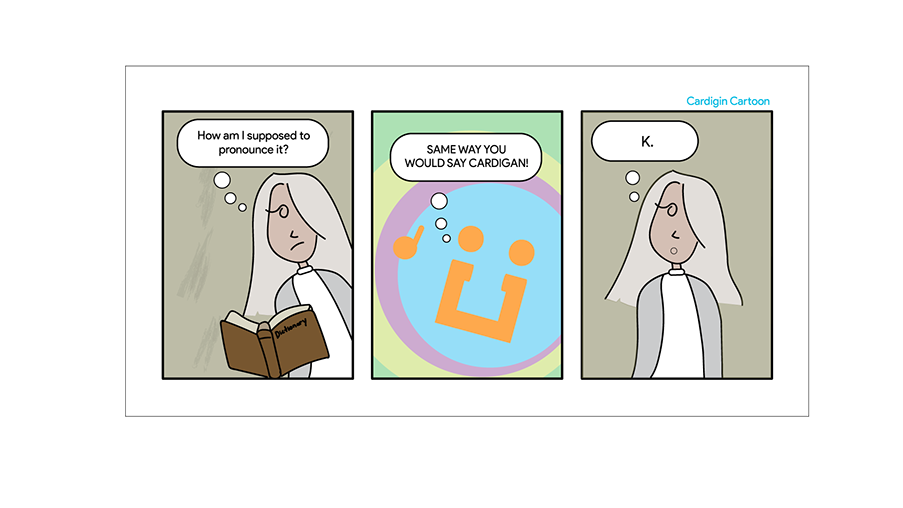 Cardigin Cartoon
How am I supposed to
pronounce it?
Dictionary
SAME WAY YOU
WOULD SAY CARDIGAN!
K.